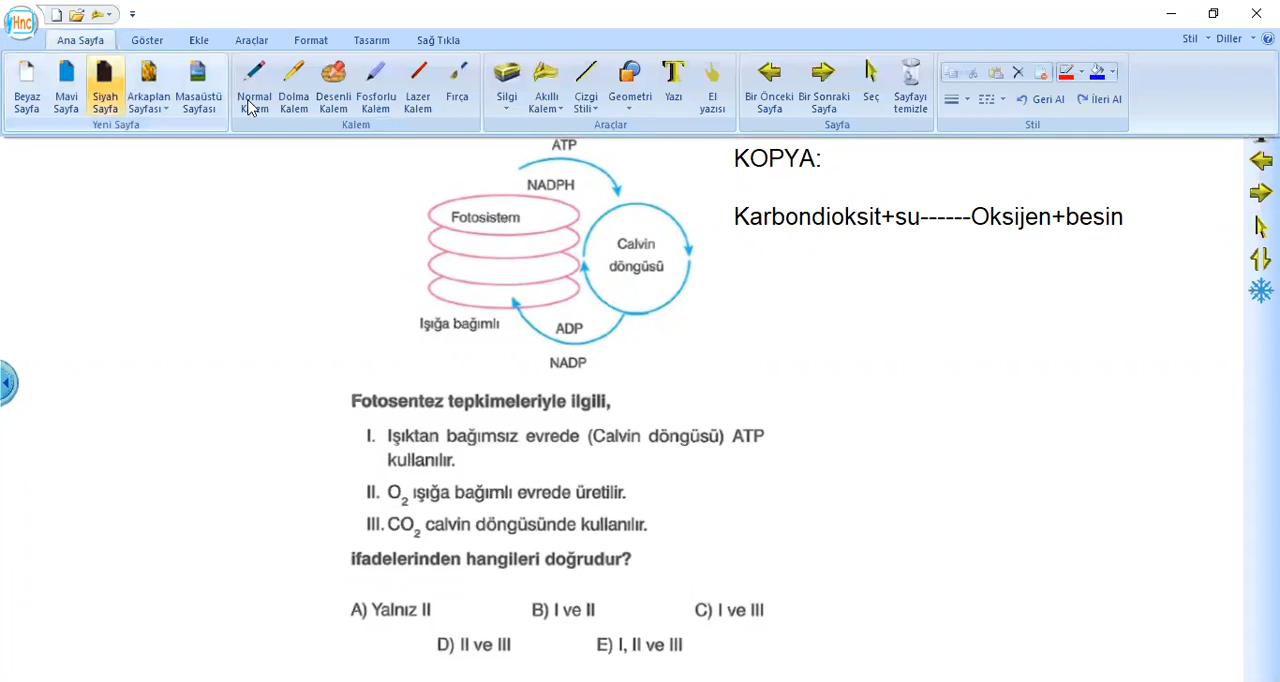 Hnc
Ana Sayfa Göster Ekle Araçlar Format Tasarım Sağ Tıkla Stil Diller
Beyaz Sayfa
Mavi Sayfa
Siyah Sayfa
Arkaplan Sayfası
Masaüstü Sayfası
Yeni Sayfa
Normal Kalem
Dolma Kalem
Desenli Kalem
Fosforlu Kalem
Lazer Kalem
Fırça
Kalem
Silgi
Akıllı Kalem
Çizgi Stili
Geometri
Yazı
El yazısı
Araçlar
Bir Önceki Sayfa
Bir Sonraki Sayfa
Seç
Sayfayı temizle
Sayfa
Geri Al
İleri Al
Stil
ATP
NADPH
Fotosistem
Calvin
döngüsü
Işığa bağımlı
ADP
NADP
KOPYA:
Karbondioksit+su------Oksijen+besin
Fotosentez tepkimeleriyle ilgili,
I. Işıktan bağımsız evrede (Calvin döngüsü) ATP
kullanılır.
II. O₂ ışığa bağımlı evrede üretilir.
III. CO₂ calvin döngüsünde kullanılır.
ifadelerinden hangileri doğrudur?
A) Yalnız II B) I ve II C) I ve III
D) II ve III E) I, II ve III